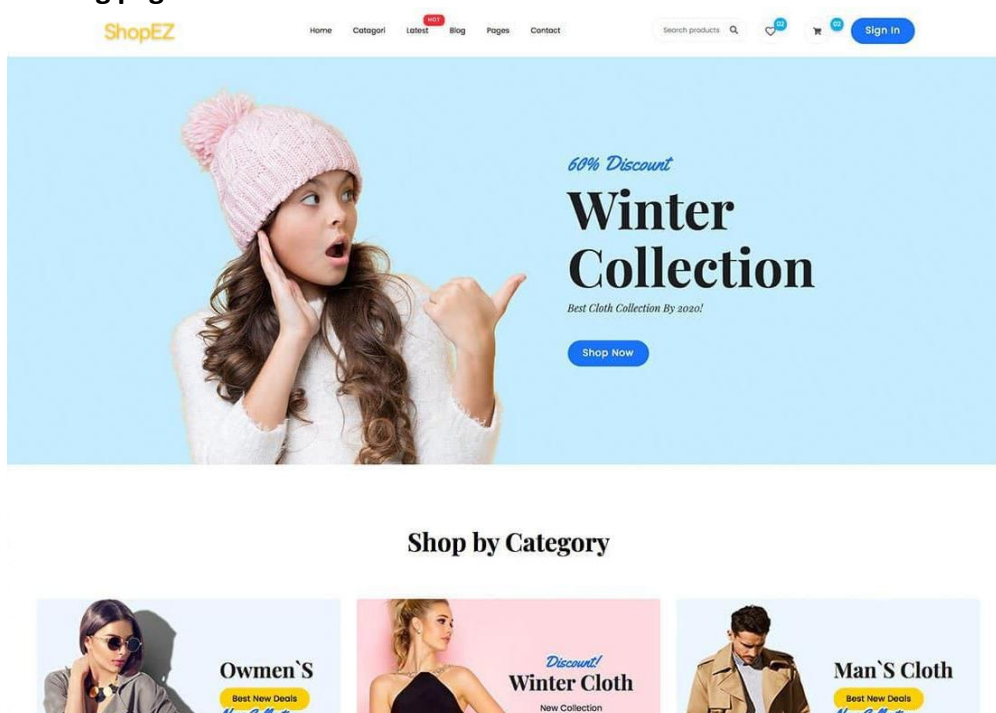 ShopEZ
Home Catagori Latest HOT Blog Pages Contact
Search products 02 02 Sign In
60% Discount
Winter
Collection
Best Cloth Collection By 2020!
Shop Now
Shop by Category
Owmen`S
Best New Deals
Discount!
Winter Cloth
New Collection
Man`S Cloth
Best New Deals